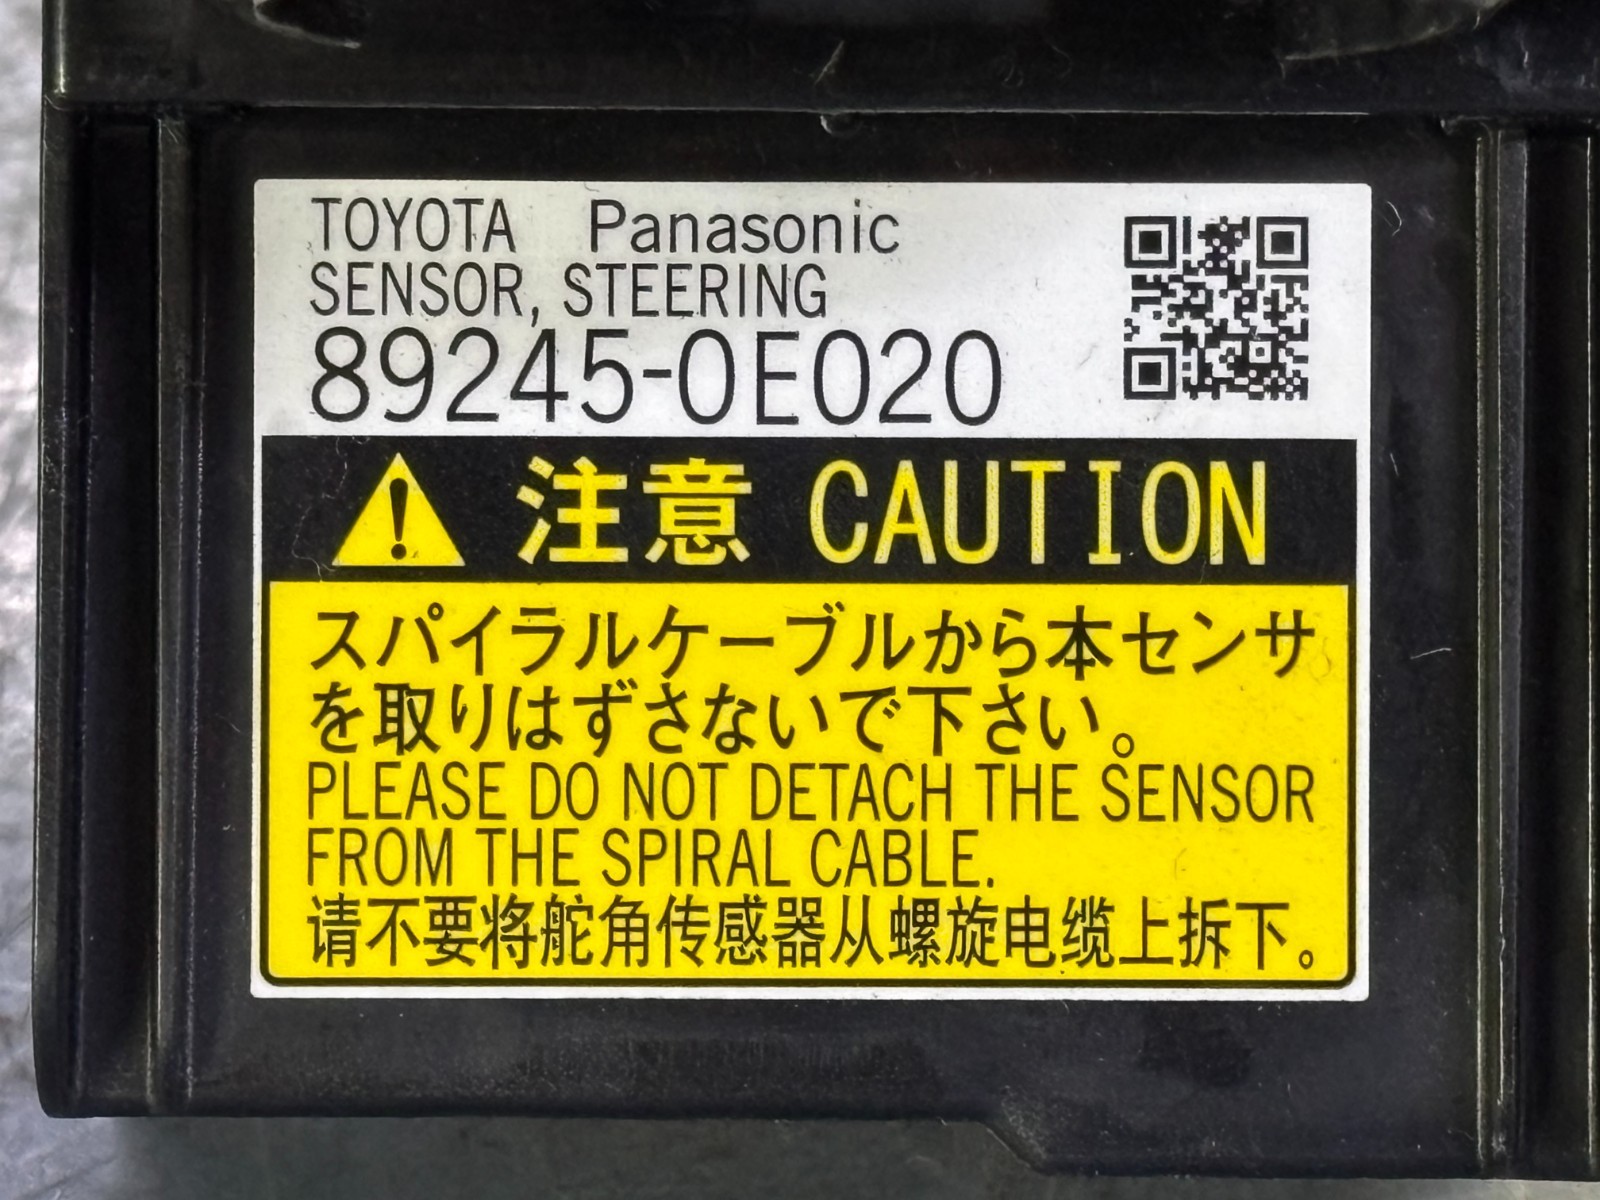 TOYOTA Panasonic
SENSOR, STEERING
89245-0E020
注意 CAUTION
スパイラルケーブルから本センサ
を取りはずさないで下さい。
PLEASE DO NOT DETACH THE SENSOR
FROM THE SPIRAL CABLE.
请不要将舵角传感器从螺旋电缆上拆下。